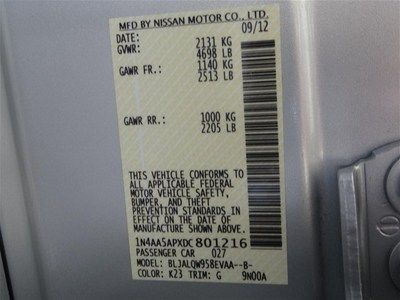 MFD BY NISSAN MOTOR CO., LTD.
DATE: 09/12
GVWR: 2131 KG
4698 LB
GAWR FR.: 1140 KG
2513 LB
GAWR RR.: 1000 KG
2205 LB
THIS VEHICLE CONFORMS TO
ALL APPLICABLE FEDERAL
MOTOR VEHICLE SAFETY,
BUMPER, AND THEFT
PREVENTION STANDARDS
IN EFFECT ON THE DATE OF
MANUFACTURE SHOWN ABOVE.
1N4AA5APXDC801216
PASSENGER CAR 027
MODEL: BLJALQW958EVAA--B-
COLOR: K23 TRIM: G 9N00A